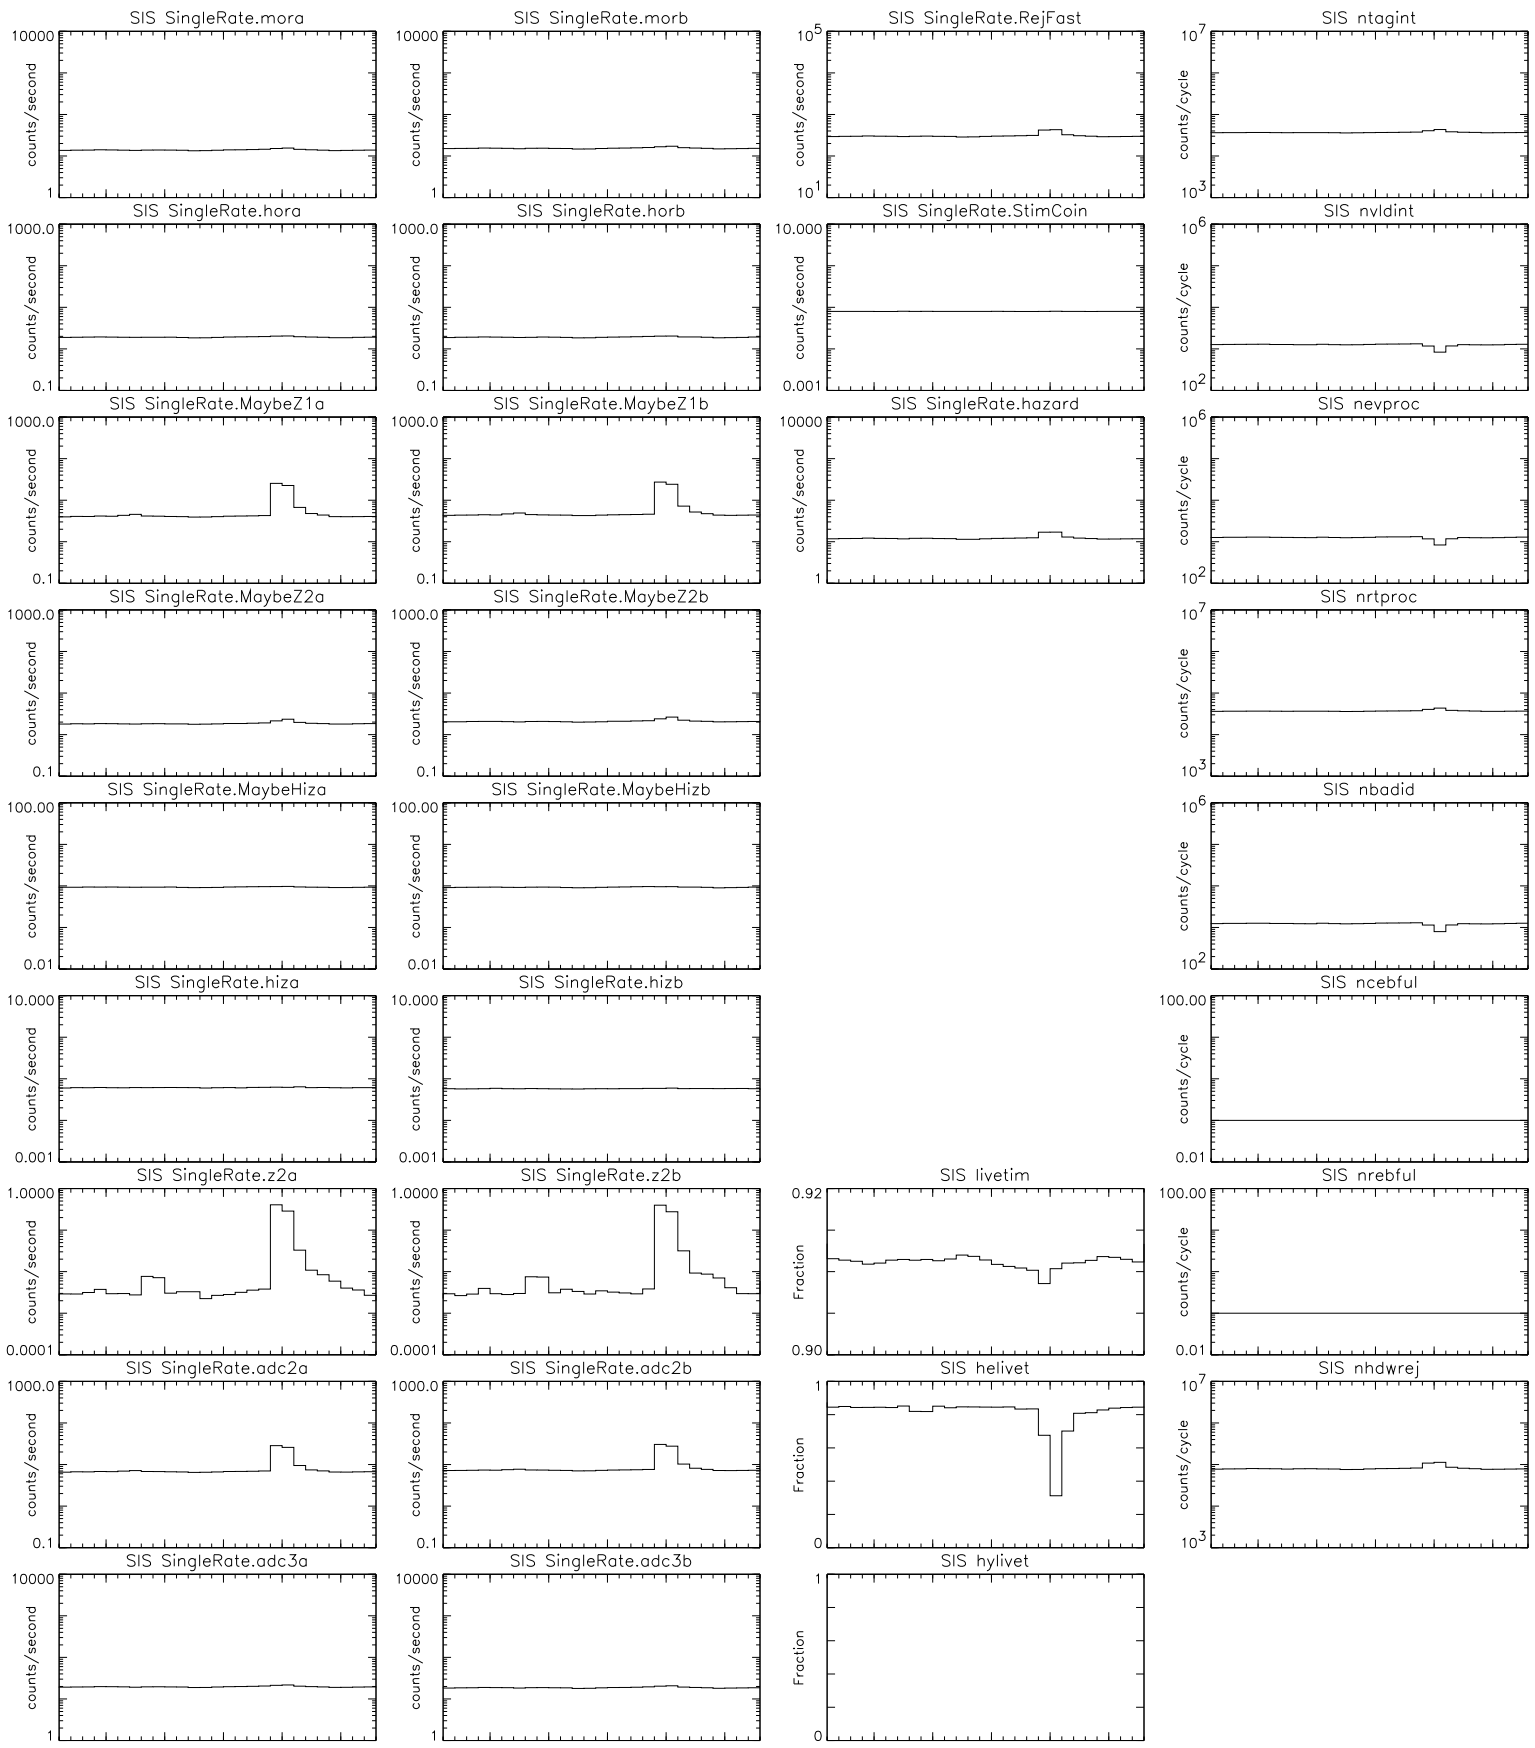 SIS SingleRate.mora
10000
counts/second
1
SIS SingleRate.morb
10000
counts/second
1
SIS SingleRate.RejFast
10^5
counts/second
10^1
SIS ntagint
10^7
counts/cycle
10^3
SIS SingleRate.hora
1000.0
counts/second
0.1
SIS SingleRate.horb
1000.0
counts/second
0.1
SIS SingleRate.StimCoin
10.000
counts/second
0.001
SIS nvldint
10^6
counts/cycle
10^2
SIS SingleRate.MaybeZ1a
1000.0
counts/second
0.1
SIS SingleRate.MaybeZ1b
1000.0
counts/second
0.1
SIS SingleRate.hazard
10000
counts/second
1
SIS nevproc
10^6
counts/cycle
10^2
SIS SingleRate.MaybeZ2a
1000.0
counts/second
0.1
SIS SingleRate.MaybeZ2b
1000.0
counts/second
0.1
SIS nrtproc
10^7
counts/cycle
10^3
SIS SingleRate.MaybeHiza
100.00
counts/second
0.01
SIS SingleRate.MaybeHizb
100.00
counts/second
0.01
SIS nbadid
10^6
counts/cycle
10^2
SIS SingleRate.hiza
10.000
counts/second
0.001
SIS SingleRate.hizb
10.000
counts/second
0.001
SIS ncebful
100.00
counts/cycle
0.01
SIS SingleRate.z2a
1.0000
counts/second
0.0001
SIS SingleRate.z2b
1.0000
counts/second
0.0001
SIS livetim
0.92
Fraction
0.90
SIS nrebful
100.00
counts/cycle
0.01
SIS SingleRate.adc2a
1000.0
counts/second
0.1
SIS SingleRate.adc2b
1000.0
counts/second
0.1
SIS helivet
1
Fraction
0
SIS nhdwrej
10^7
counts/cycle
10^3
SIS SingleRate.adc3a
10000
counts/second
1
SIS SingleRate.adc3b
10000
counts/second
1
SIS hylivet
1
Fraction
0